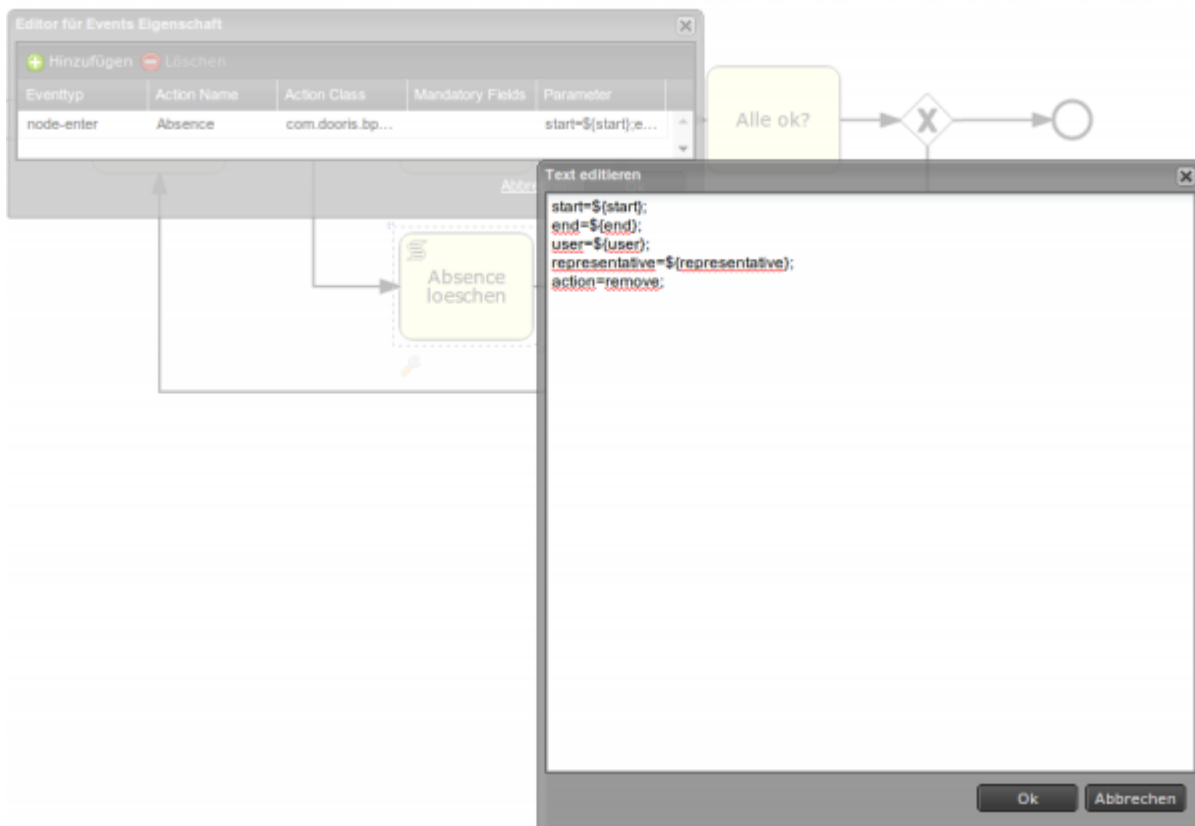 Editor für Events Eigenschaft
Hinzufügen Löschen
Eventtyp Action Name Action Class Mandatory Fields Parameter
node-enter Absence com.dooris.bp... start=${start};e...
Alle ok?
X
Text editieren
start=${start};
end=${end};
user=${user};
representative=${representative};
action=remove;
Absence
loeschen
Ok Abbrechen